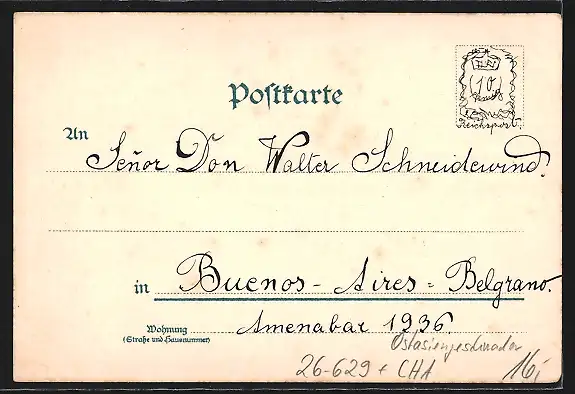 (10)
Reichspost.
Postkarte
An
Señor Don Walter Schneidewind.
in Buenos-Aires-Belgrano.
Wohnung
(Straße und Hausnummer)
Amenabar 1936.
Ostasiengeschwader
26-629 + CHA 16,-